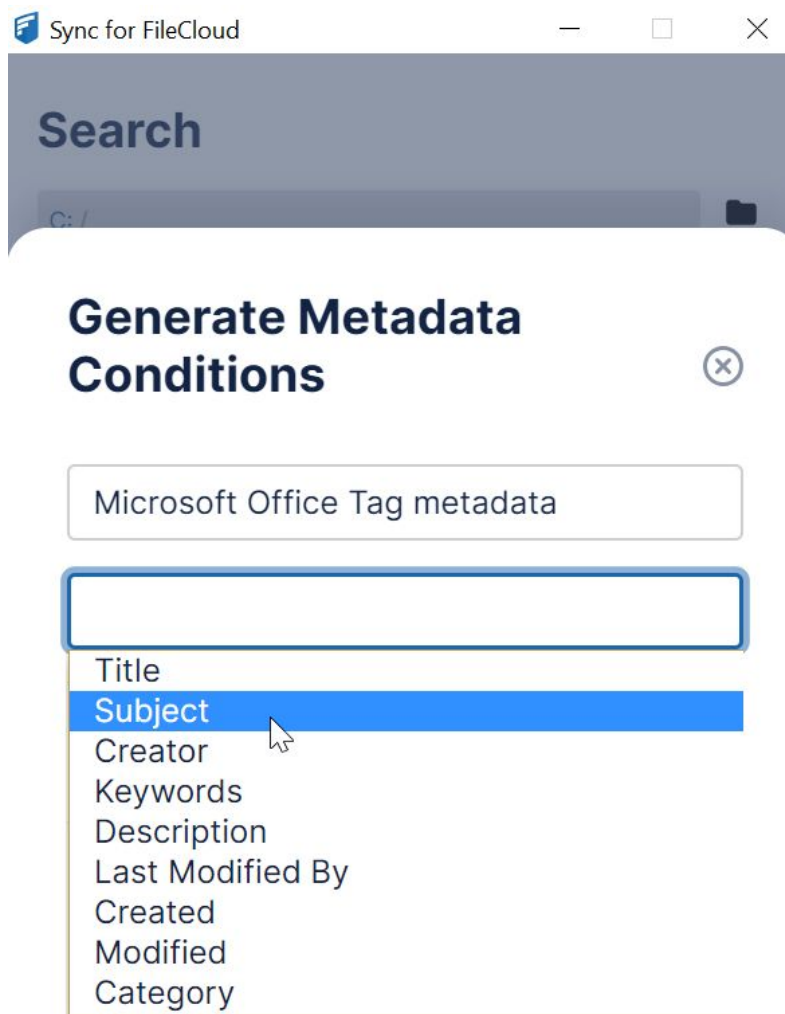 Sync for FileCloud
Search
C: /
Generate Metadata
Conditions
Microsoft Office Tag metadata
Title
Subject
Creator
Keywords
Description
Last Modified By
Created
Modified
Category